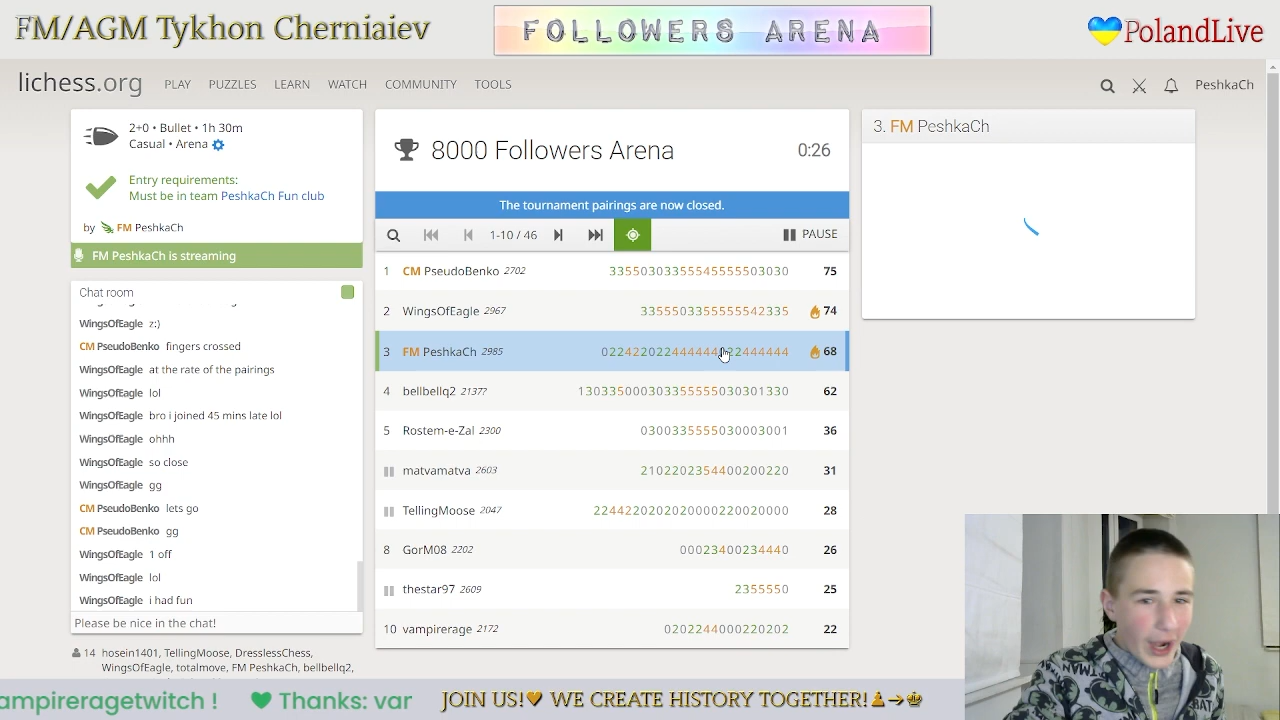 FM/AGM Tykhon Cherniaiev
FOLLOWERS ARENA
PolandLive
lichess.org
PLAY PUZZLES LEARN WATCH COMMUNITY TOOLS
PeshkaCh
2+0 • Bullet • 1h 30m
Casual • Arena
Entry requirements:
Must be in team PeshkaCh Fun club
by FM PeshkaCh
FM PeshkaCh is streaming
Chat room
WingsOfEagle z:)
CM PseudoBenko fingers crossed
WingsOfEagle at the rate of the pairings
WingsOfEagle lol
WingsOfEagle bro i joined 45 mins late lol
WingsOfEagle ohhh
WingsOfEagle so close
WingsOfEagle gg
CM PseudoBenko lets go
CM PseudoBenko gg
WingsOfEagle 1 off
WingsOfEagle lol
WingsOfEagle i had fun
Please be nice in the chat!
14 hosein1401, TellingMoose, DresslessChess,
WingsOfEagle, totalmove, FM PeshkaCh, bellbellq2,
8000 Followers Arena 0:26
The tournament pairings are now closed.
1-10 / 46 PAUSE
1 CM PseudoBenko 2702 33550303355545555503030 75
2 WingsOfEagle 2967 3355503355555542335 74
3 FM PeshkaCh 2985 68
4 bellbellq2 2137? 130335000303355555030301330 62
5 Rostem-e-Zal 2300 0300335555030003001 36
matvamatva 2603 2102202354400200220 31
TellingMoose 2047 28
8 GorM08 2202 00023400234440 26
thestar97 2609 2355550 25
10 vampirerage 2172 0202244000220202 22
3. FM PeshkaCh
ampireragetwitch ! Thanks: var
JOIN US! WE CREATE HISTORY TOGETHER!